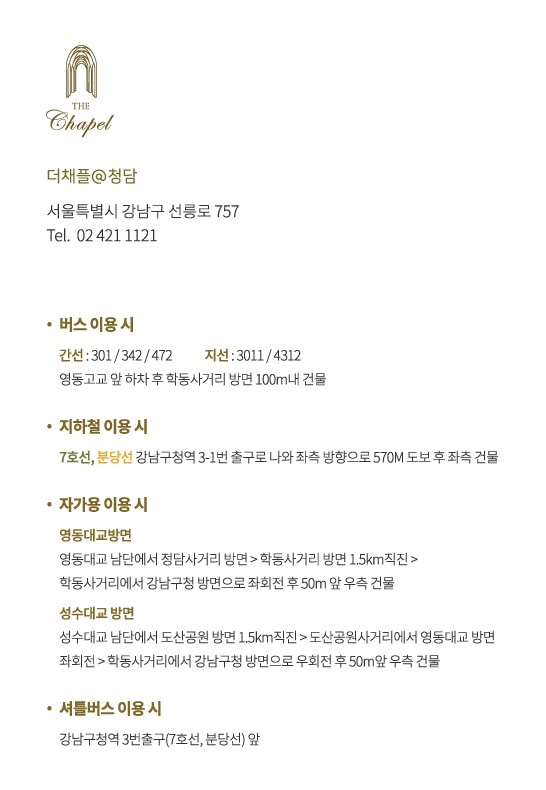 THE
Chapel
더채플@청담
서울특별시 강남구 선릉로 757
Tel. 02 421 1121
• 버스 이용 시
간선 : 301 / 342 / 472 지선 : 3011 / 4312
영동고교 앞 하차 후 학동사거리 방면 100m내 건물
• 지하철 이용 시
7호선, 분당선 강남구청역 3-1번 출구로 나와 좌측 방향으로 570M 도보 후 좌측 건물
• 자가용 이용 시
영동대교방면
영동대교 남단에서 정담사거리 방면 > 학동사거리 방면 1.5km직진 >
학동사거리에서 강남구청 방면으로 좌회전 후 50m 앞 우측 건물
성수대교 방면
성수대교 남단에서 도산공원 방면 1.5km직진 > 도산공원사거리에서 영동대교 방면
좌회전 > 학동사거리에서 강남구청 방면으로 우회전 후 50m앞 우측 건물
• 셔틀버스 이용 시
강남구청역 3번출구(7호선, 분당선) 앞